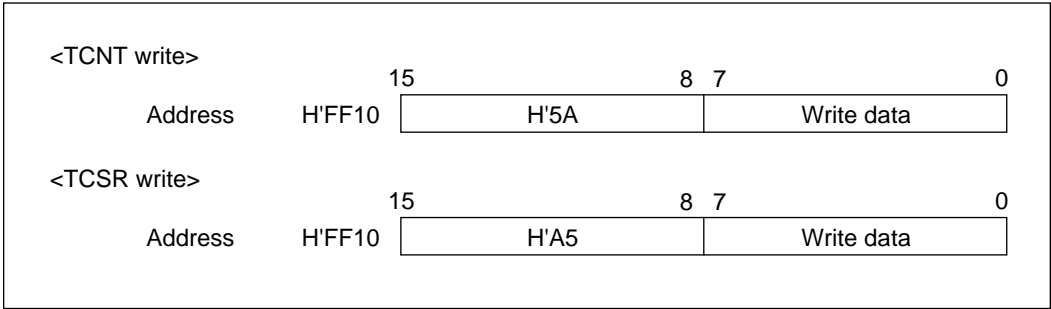 <TCNT write>
15 8 7 0
Address H'FF10 H'5A Write data
<TCSR write>
15 8 7 0
Address H'FF10 H'A5 Write data